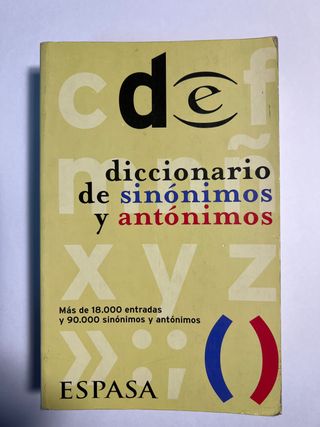 c d e f
m n ñ
diccionario
de sinónimos
y antónimos
x y z
Más de 18.000 entradas
y 90.000 sinónimos y antónimos
» ; ; ( )
ESPASA